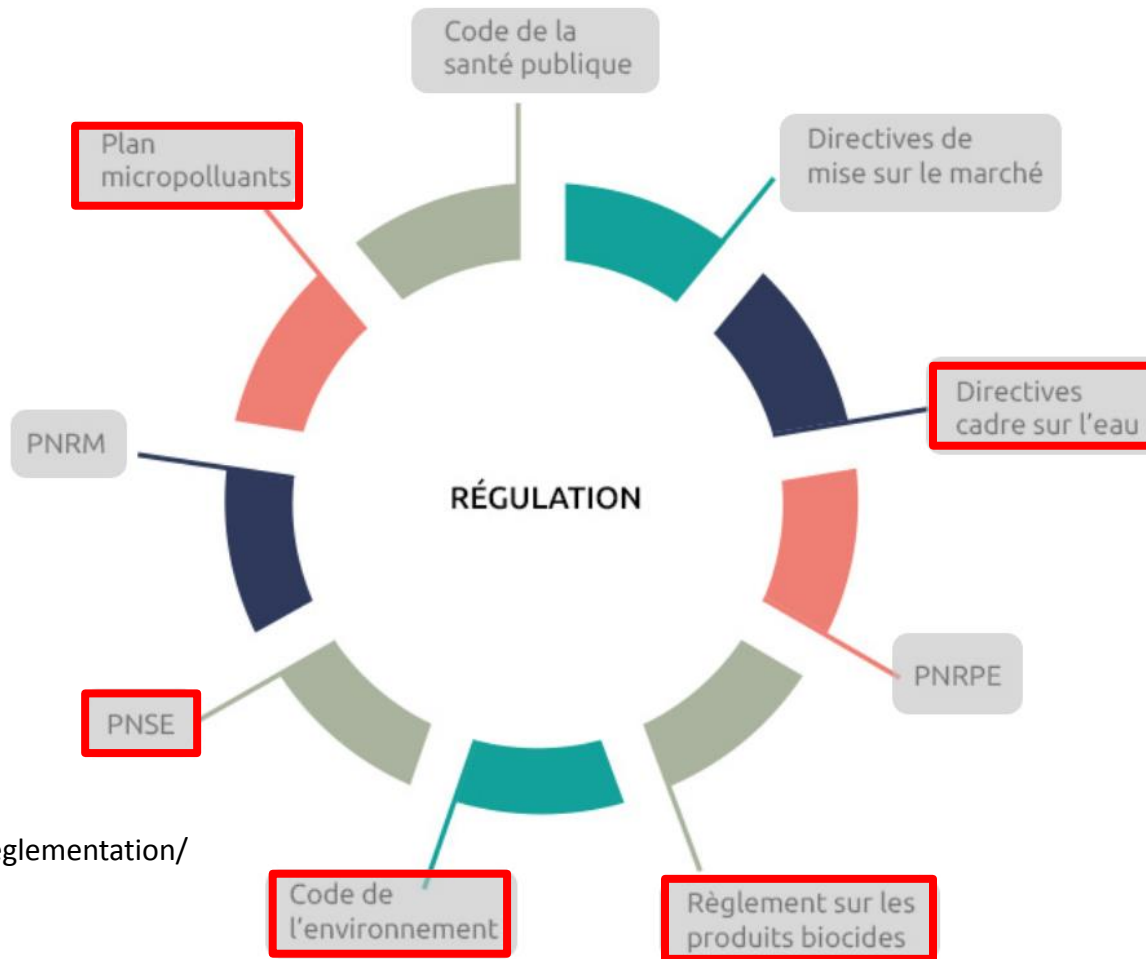 Code de la
santé publique
Plan
micropolluants
Directives de
mise sur le marché
Directives
cadre sur l'eau
PNRM
RÉGULATION
PNRPE
PNSE
églementation/
Code de
l'environnement
Règlement sur les
produits biocides